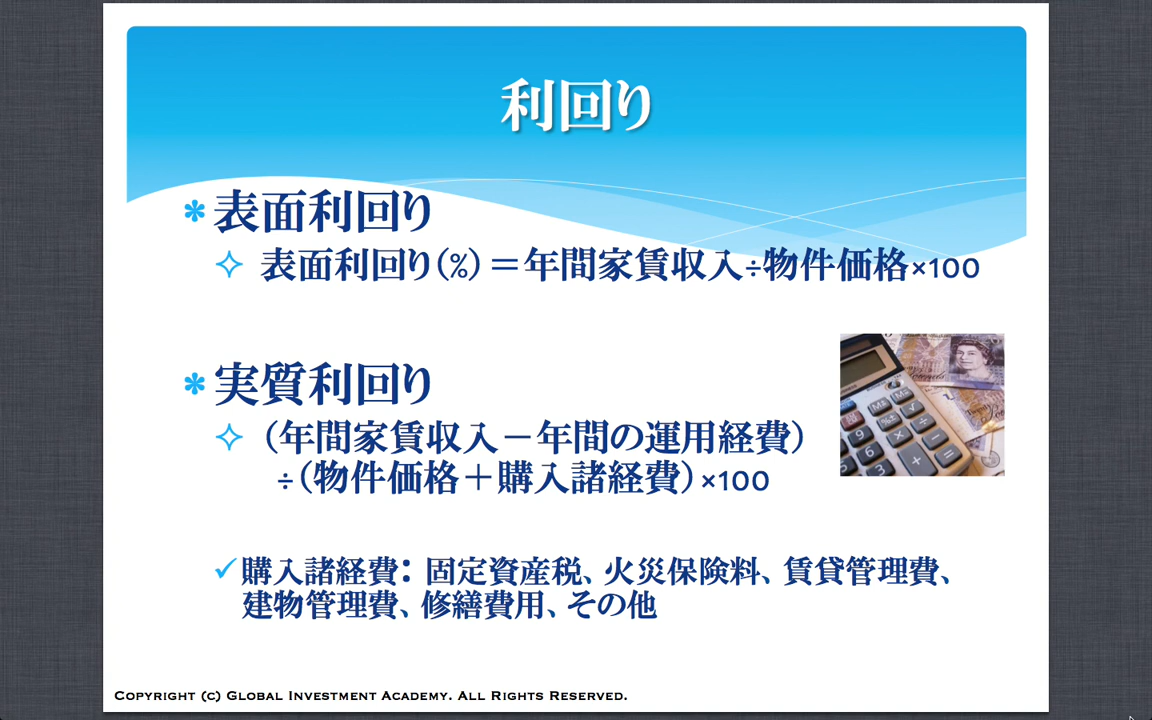 利回り
* 表面利回り
✧ 表面利回り(%)=年間家賃収入÷物件価格×100
* 実質利回り
✧ (年間家賃収入-年間の運用経費)
÷(物件価格+購入諸経費)×100
✓購入諸経費: 固定資産税、火災保険料、賃貸管理費、
建物管理費、修繕費用、その他
COPYRIGHT (C) GLOBAL INVESTMENT ACADEMY. ALL RIGHTS RESERVED.